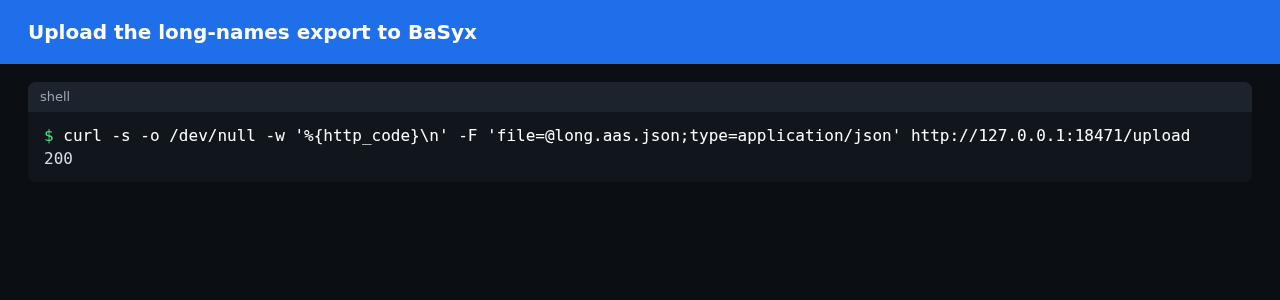 Upload the long-names export to BaSyx
shell
$ curl -s -o /dev/null -w '%{http_code}\n' -F 'file=@long.aas.json;type=application/json' http://127.0.0.1:18471/upload
200